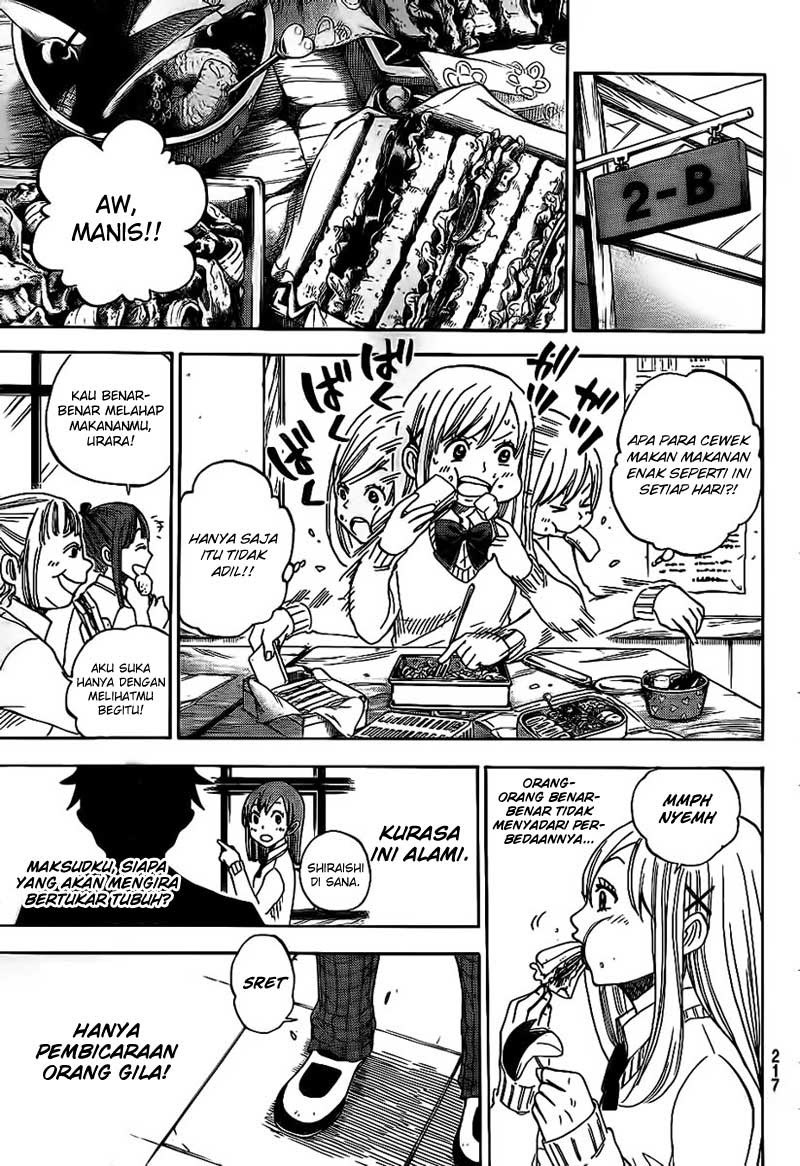 2-B
AW,
MANIS!!
APA PARA CEWEK
MAKAN MAKANAN
ENAK SEPERTI INI
SETIAP HARI?!
ガツ
ガツ
ばく
ばく
HANYA SAJA
ITU TIDAK
ADIL!!
KAU BENAR-
BENAR MELAHAP
MAKANANMU,
URARA!
AKU SUKA
HANYA DENGAN
MELIHATMU
BEGITU!
MMPH
NYEMH
ORANG-
ORANG BENAR-
BENAR TIDAK
MENYADARI PER-
BEDAANNYA...
KURASA
INI ALAMI.
SHIRAISHI
DI SANA.
MAKSUDKU, SIAPA
YANG AKAN MENGIRA
BERTUKAR TUBUH?
SRET
HANYA
PEMBICARAAN
ORANG GILA!
217